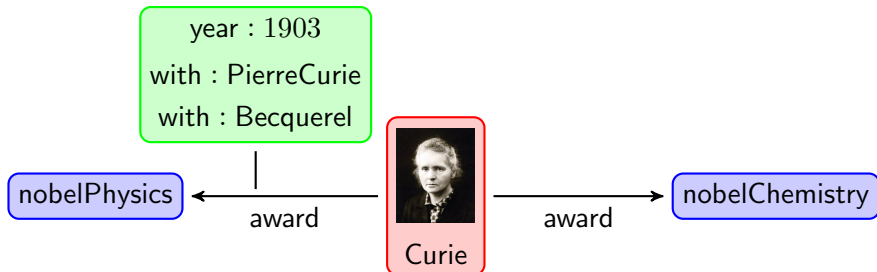 year : 1903
with : PierreCurie
with : Becquerel
nobelPhysics
award
Curie
award
nobelChemistry